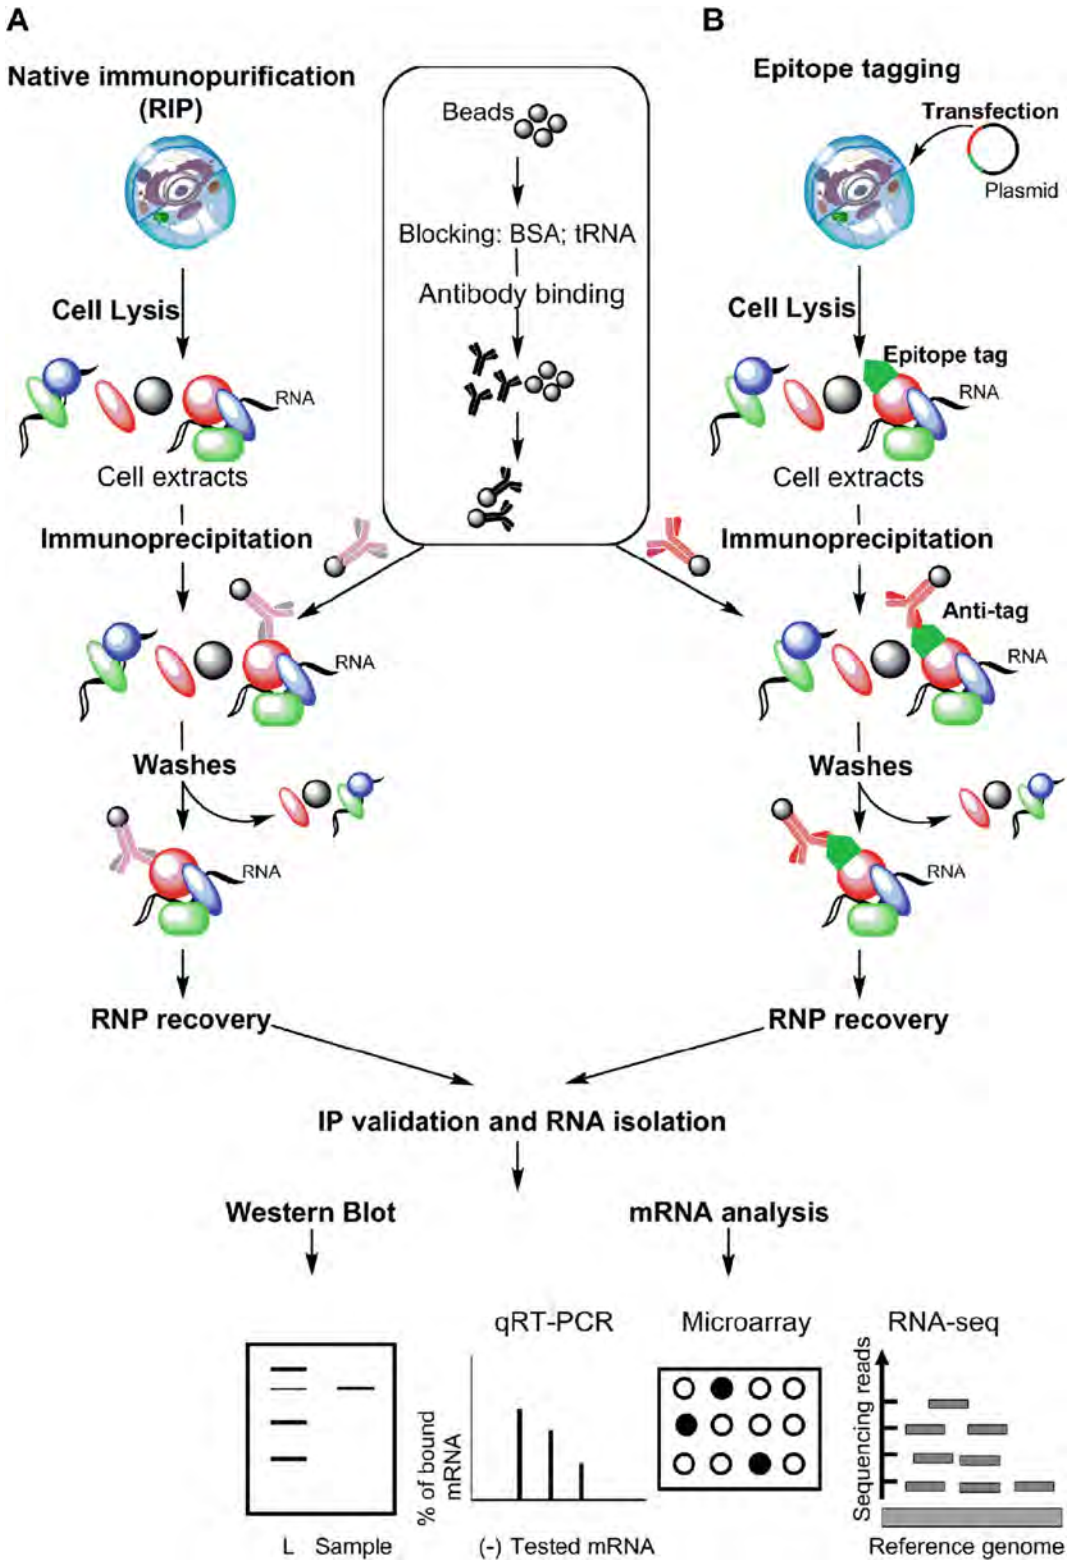 A
B
Native immunopurification
(RIP)
Beads
Blocking: BSA; tRNA
Antibody binding
Epitope tagging
Transfection
Plasmid
Cell Lysis
RNA
Cell extracts
Cell Lysis
Epitope tag
RNA
Cell extracts
Immunoprecipitation
RNA
Immunoprecipitation
Anti-tag
RNA
Washes
RNA
Washes
RNA
RNP recovery
RNP recovery
IP validation and RNA isolation
Western Blot
mRNA analysis
L Sample
qRT-PCR
% of bound
mRNA
(-) Tested mRNA
Microarray
RNA-seq
Sequencing reads
Reference genome